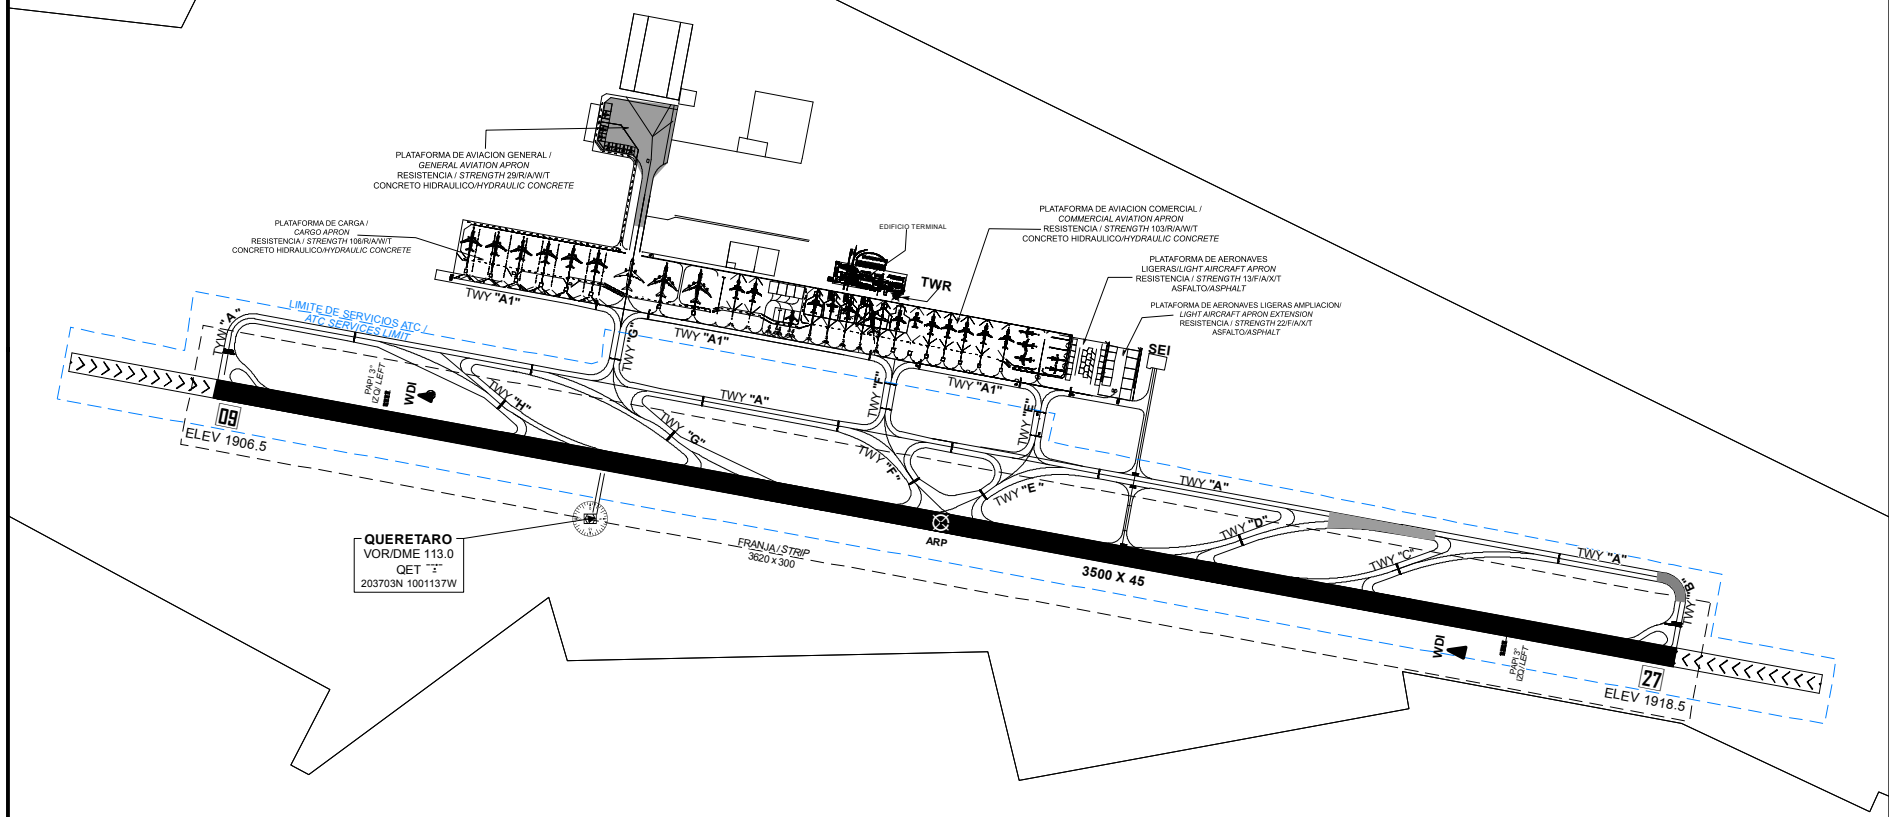 PLATAFORMA DE AVIACION GENERAL /
GENERAL AVIATION APRON
RESISTENCIA / STRENGTH 29/R/A/W/T
CONCRETO HIDRAULICO/HYDRAULIC CONCRETE
PLATAFORMA DE CARGA /
CARGO APRON
RESISTENCIA / STRENGTH 106/R/A/W/T
CONCRETO HIDRAULICO/HYDRAULIC CONCRETE
EDIFICIO TERMINAL
TWR
PLATAFORMA DE AVIACION COMERCIAL /
COMMERCIAL AVIATION APRON
RESISTENCIA / STRENGTH 103/R/A/W/T
CONCRETO HIDRAULICO/HYDRAULIC CONCRETE
PLATAFORMA DE AERONAVES
LIGERAS/LIGHT AIRCRAFT APRON
RESISTENCIA / STRENGTH 13/F/A/X/T
ASFALTO/ASPHALT
PLATAFORMA DE AERONAVES LIGERAS AMPLIACION/
LIGHT AIRCRAFT APRON EXTENSION
RESISTENCIA / STRENGTH 22/F/A/X/T
ASFALTO/ASPHALT
SEI
LIMITE DE SERVICIOS ATC /
ATC SERVICES LIMIT
TWY "A1"
TWY "A1"
TWY "A1"
TWY "A"
TWY "G"
TWY "F"
TWY "E"
TWY "A"
TWY "H"
TWY "G"
TWY "F"
TWY "E"
TWY "A"
TWY "D"
TWY "C"
TWY "A"
TWY "B"
PAPI 3°
IZQ/ LEFT
WDI
09
ELEV 1906.5
QUERETARO
VOR/DME 113.0
QET
203703N 1001137W
FRANJA / STRIP
3620 x 300
ARP
3500 X 45
WDI
PAPI 3°
IZQ/ LEFT
27
ELEV 1918.5